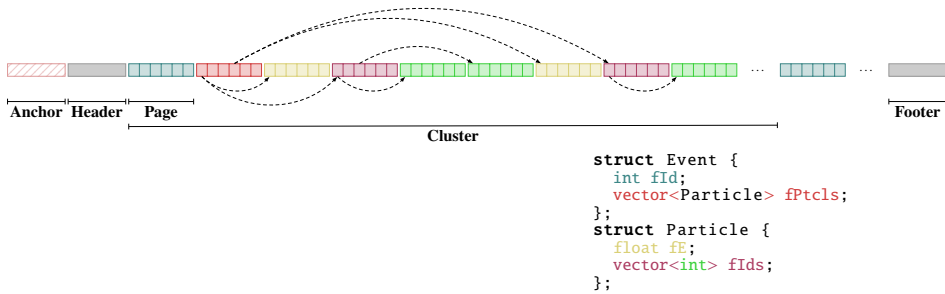 ... ...
Anchor Header Page Footer
Cluster
struct Event {
int fId;
vector<Particle> fPtcls;
};
struct Particle {
float fE;
vector<int> fIds;
};